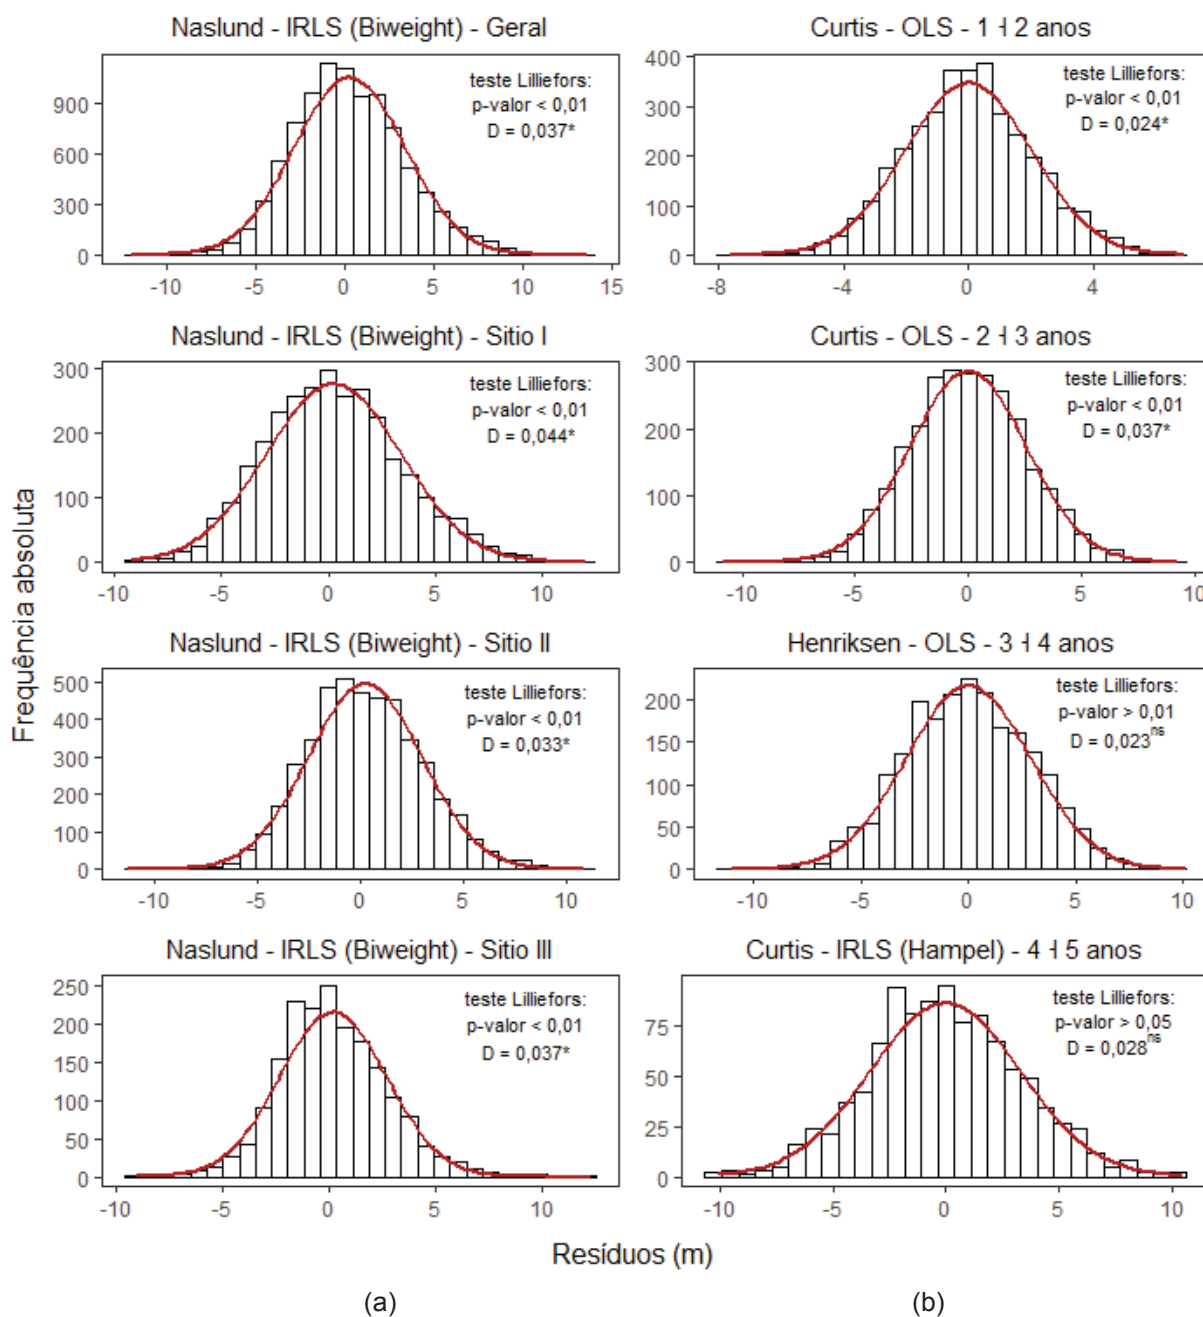 Naslund - IRLS (Biweight) - Geral
teste Lilliefors:
p-valor < 0,01
D = 0,037*
900
600
300
0
-10 -5 0 5 10 15
Naslund - IRLS (Biweight) - Sitio I
teste Lilliefors:
p-valor < 0,01
D = 0,044*
300
200
100
0
-10 -5 0 5 10
Naslund - IRLS (Biweight) - Sitio II
teste Lilliefors:
p-valor < 0,01
D = 0,033*
500
400
300
200
100
0
-10 -5 0 5 10
Naslund - IRLS (Biweight) - Sitio III
teste Lilliefors:
p-valor < 0,01
D = 0,037*
250
200
150
100
50
0
-10 -5 0 5 10
Curtis - OLS - 1 ⫞ 2 anos
teste Lilliefors:
p-valor < 0,01
D = 0,024*
400
300
200
100
0
-8 -4 0 4
Curtis - OLS - 2 ⫞ 3 anos
teste Lilliefors:
p-valor < 0,01
D = 0,037*
300
200
100
0
-10 -5 0 5 10
Henriksen - OLS - 3 ⫞ 4 anos
teste Lilliefors:
p-valor > 0,01
D = 0,023ns
200
150
100
50
0
-10 -5 0 5 10
Curtis - IRLS (Hampel) - 4 ⫞ 5 anos
teste Lilliefors:
p-valor > 0,05
D = 0,028ns
75
50
25
0
-10 -5 0 5 10
Frequência absoluta
Resíduos (m)
(a) (b)